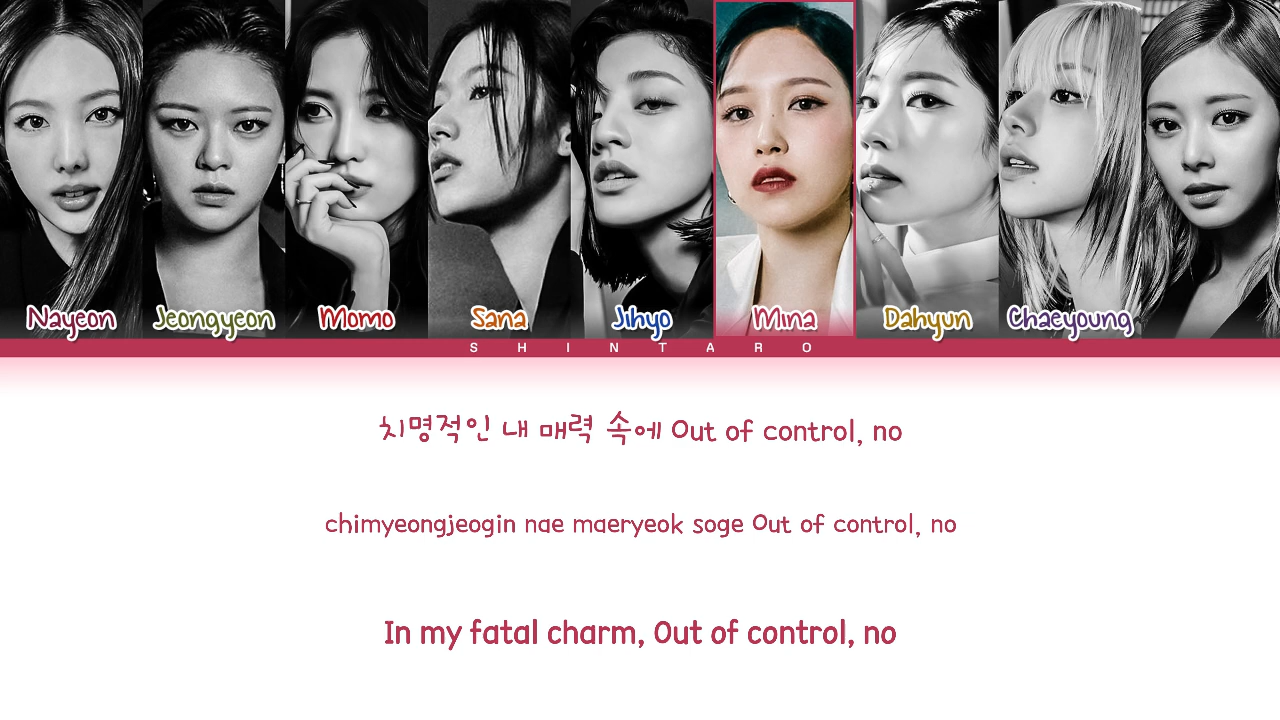 Nayeon
Jeongyeon
Momo
Sana
Jihyo
Mina
Dahyun
Chaeyoung
SHINTARO
치명적인 내 매력 속에 Out of control, no
chimyeongjeogin nae maeryeok soge Out of control, no
In my fatal charm, Out of control, no